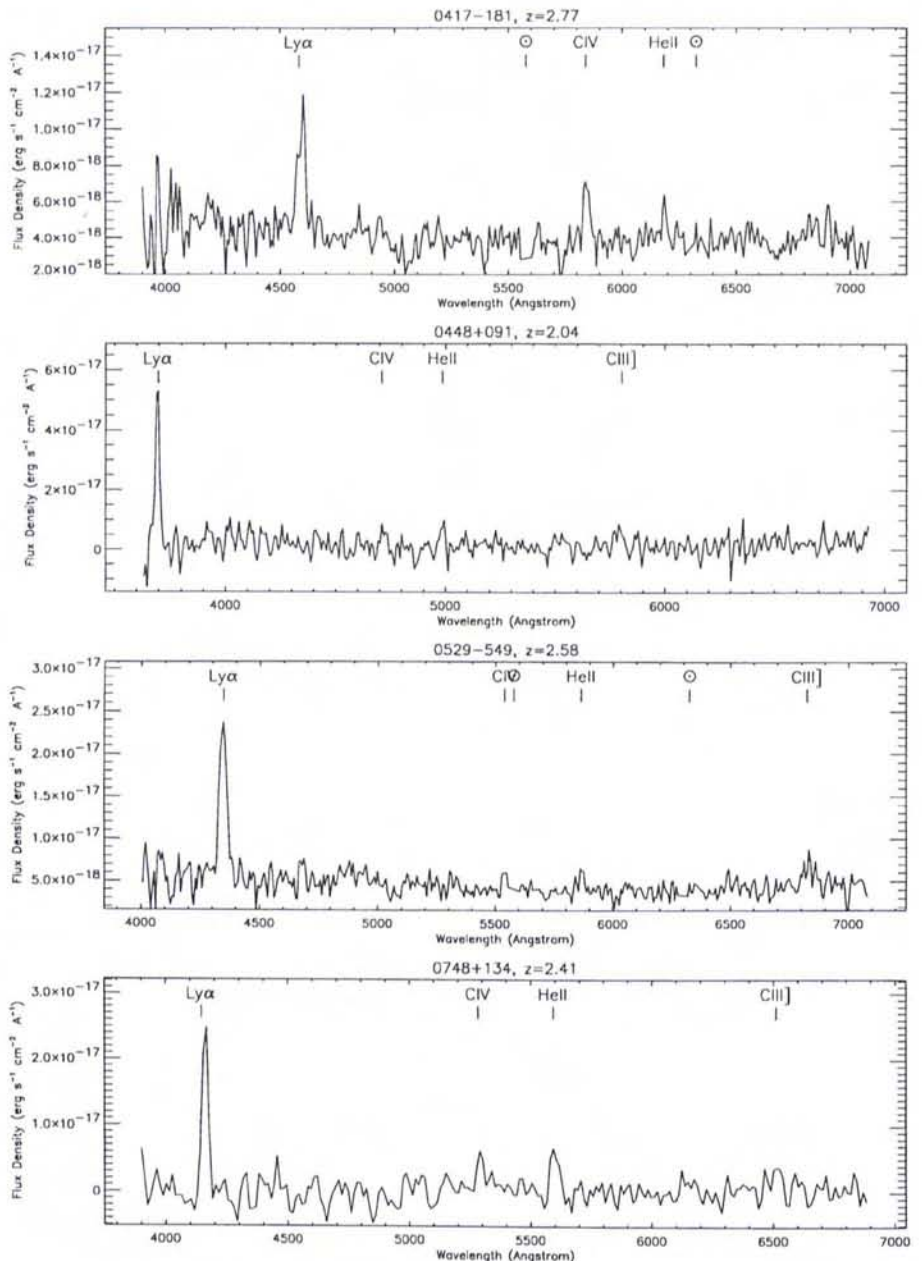 0417−181, z=2.77
Lyα ⊙ CIV HeII ⊙
1.4×10⁻¹⁷
1.2×10⁻¹⁷
1.0×10⁻¹⁷
8.0×10⁻¹⁸
6.0×10⁻¹⁸
4.0×10⁻¹⁸
2.0×10⁻¹⁸
Flux Density (erg s⁻¹ cm⁻² A⁻¹)
4000 4500 5000 5500 6000 6500 7000
Wavelength (Angstrom)
0448+091, z=2.04
Lyα CIV HeII CIII]
6×10⁻¹⁷
4×10⁻¹⁷
2×10⁻¹⁷
0
Flux Density (erg s⁻¹ cm⁻² A⁻¹)
4000 5000 6000 7000
Wavelength (Angstrom)
0529−549, z=2.58
Lyα CIV ⊙ HeII ⊙ CIII]
3.0×10⁻¹⁷
2.5×10⁻¹⁷
2.0×10⁻¹⁷
1.5×10⁻¹⁷
1.0×10⁻¹⁷
5.0×10⁻¹⁸
Flux Density (erg s⁻¹ cm⁻² A⁻¹)
4000 4500 5000 5500 6000 6500 7000
Wavelength (Angstrom)
0748+134, z=2.41
Lyα CIV HeII CIII]
3.0×10⁻¹⁷
2.0×10⁻¹⁷
1.0×10⁻¹⁷
0
Flux Density (erg s⁻¹ cm⁻² A⁻¹)
4000 4500 5000 5500 6000 6500 7000
Wavelength (Angstrom)